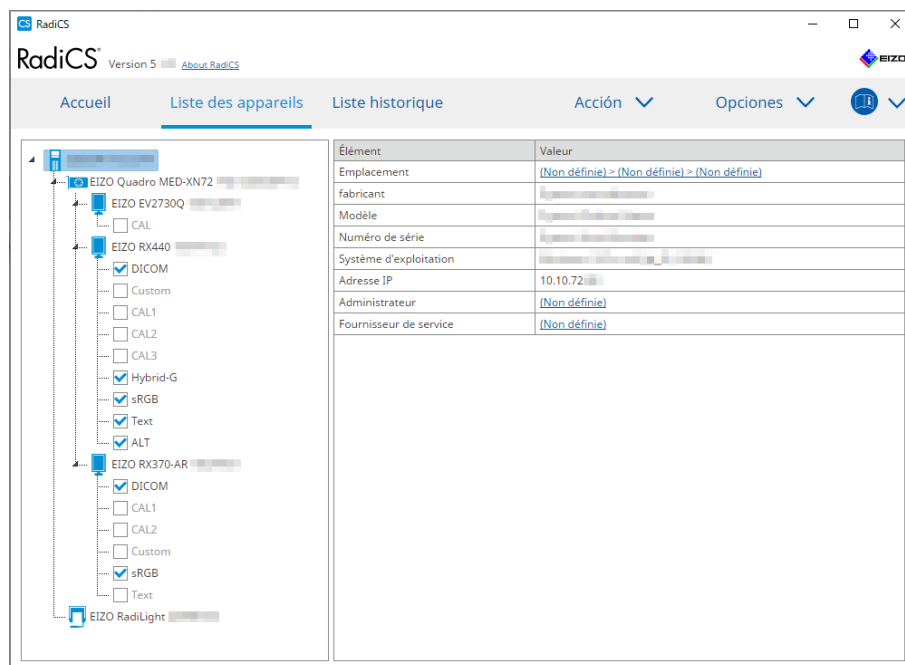 CS RadiCS
RadiCS® Version 5 About RadiCS EIZO
Accueil Liste des appareils Liste historique Acción Opciones
EIZO Quadro MED-XN72
EIZO EV2730Q
CAL
EIZO RX440
DICOM
Custom
CAL1
CAL2
CAL3
Hybrid-G
sRGB
Text
ALT
EIZO RX370-AR
DICOM
CAL1
CAL2
Custom
sRGB
Text
EIZO RadiLight
Élément Valeur
Emplacement (Non définie) > (Non définie) > (Non définie)
fabricant
Modèle
Numéro de série
Système d'exploitation
Adresse IP 10.10.72
Administrateur (Non définie)
Fournisseur de service (Non définie)